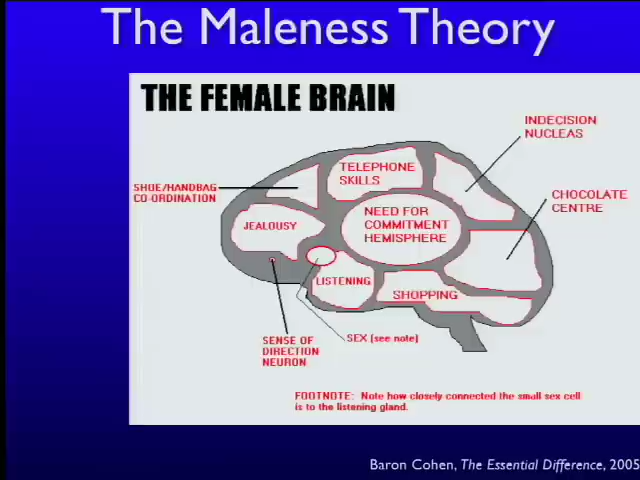 The Maleness Theory
THE FEMALE BRAIN
INDECISION
NUCLEAS
TELEPHONE
SKILLS
SHOE/HANDBAG
CO-ORDINATION
CHOCOLATE
CENTRE
NEED FOR
COMMITMENT
HEMISPHERE
JEALOUSY
LISTENING
SHOPPING
SENSE OF
DIRECTION
NEURON
SEX (see note)
FOOTNOTE: Note how closely connected the small sex cell
is to the listening gland.
Baron Cohen, The Essential Difference, 2005